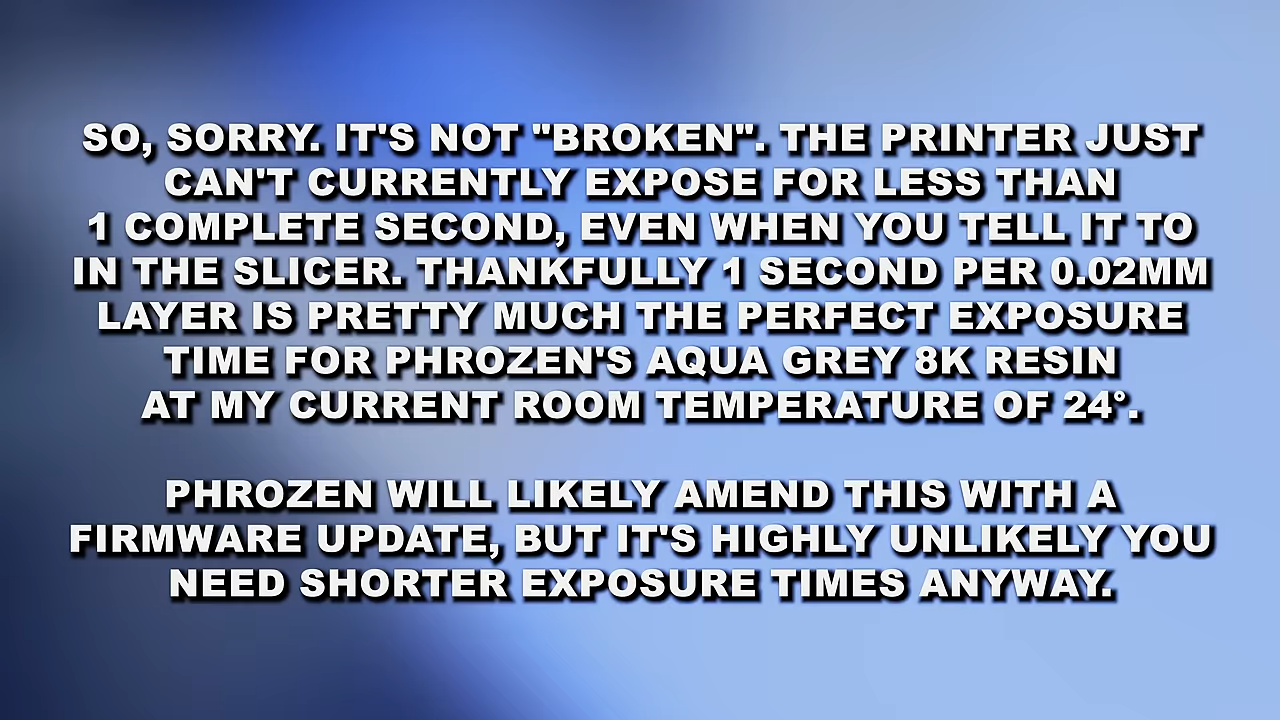 SO, SORRY. IT'S NOT "BROKEN". THE PRINTER JUST
CAN'T CURRENTLY EXPOSE FOR LESS THAN
1 COMPLETE SECOND, EVEN WHEN YOU TELL IT TO
IN THE SLICER. THANKFULLY 1 SECOND PER 0.02MM
LAYER IS PRETTY MUCH THE PERFECT EXPOSURE
TIME FOR PHROZEN'S AQUA GREY 8K RESIN
AT MY CURRENT ROOM TEMPERATURE OF 24°.
PHROZEN WILL LIKELY AMEND THIS WITH A
FIRMWARE UPDATE, BUT IT'S HIGHLY UNLIKELY YOU
NEED SHORTER EXPOSURE TIMES ANYWAY.